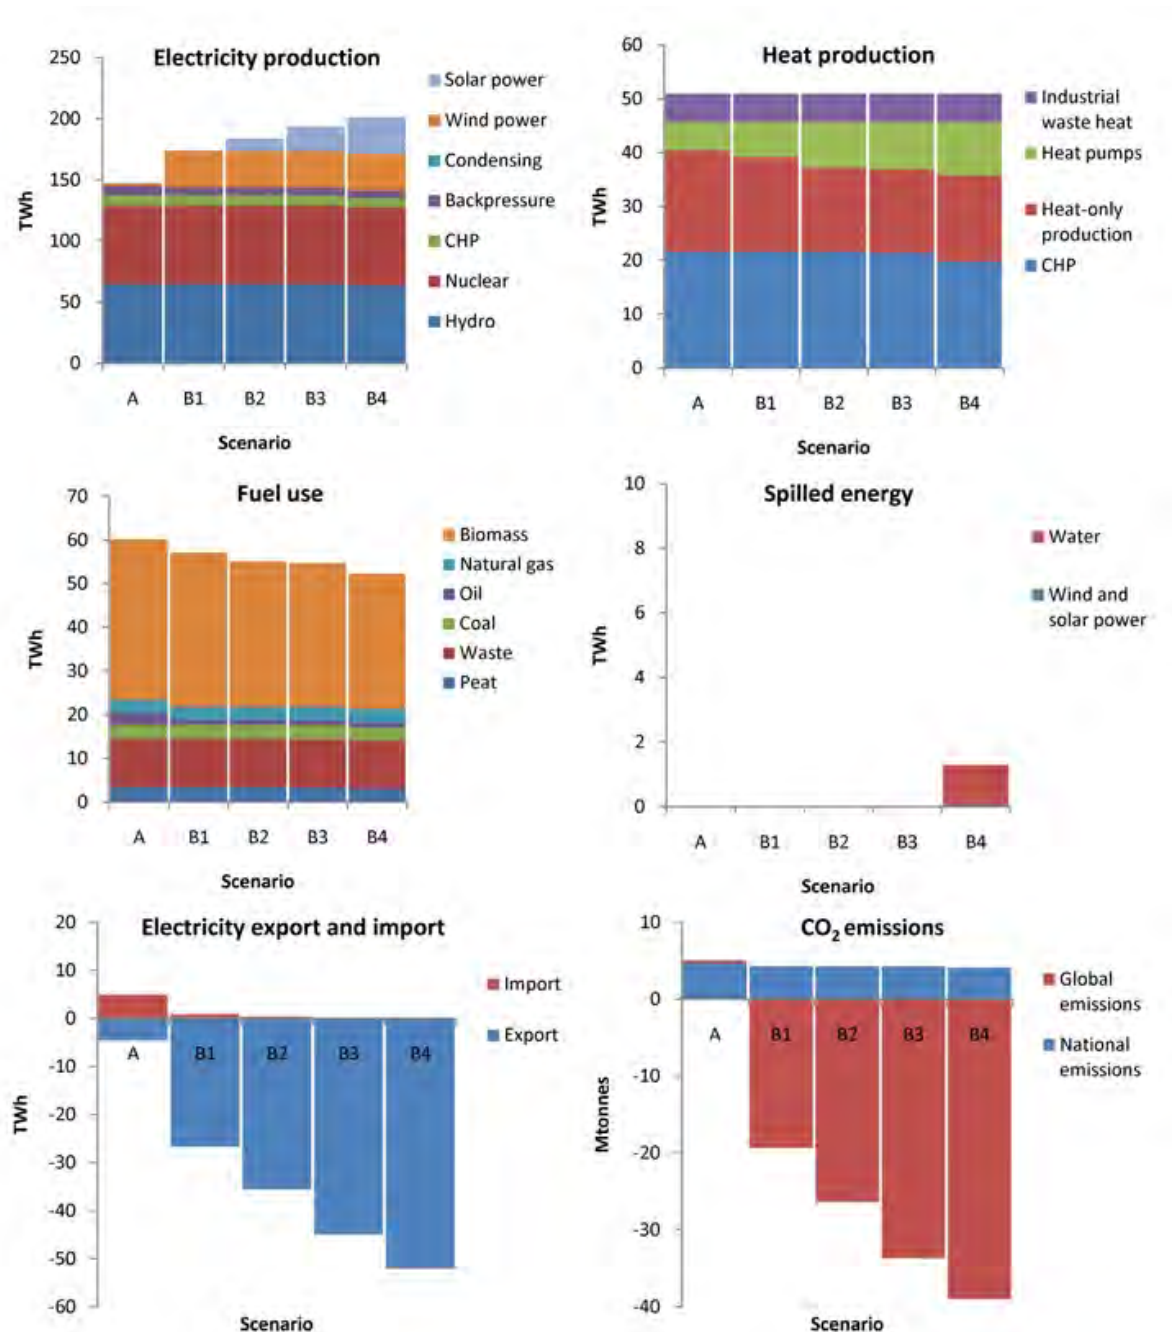 Electricity production
250
200
150
100
50
0
TWh
Solar power
Wind power
Condensing
Backpressure
CHP
Nuclear
Hydro
A B1 B2 B3 B4
Scenario
Heat production
60
50
40
30
20
10
0
TWh
Industrial
waste heat
Heat pumps
Heat-only
production
CHP
A B1 B2 B3 B4
Scenario
Fuel use
70
60
50
40
30
20
10
0
TWh
Biomass
Natural gas
Oil
Coal
Waste
Peat
A B1 B2 B3 B4
Scenario
Spilled energy
10
8
6
4
2
0
TWh
Water
Wind and
solar power
A B1 B2 B3 B4
Scenario
Electricity export and import
20
10
0
-10
-20
-30
-40
-50
-60
TWh
Import
Export
A B1 B2 B3 B4
Scenario
CO₂ emissions
10
0
-10
-20
-30
-40
Mtonnes
Global
emissions
National
emissions
A B1 B2 B3 B4
Scenario